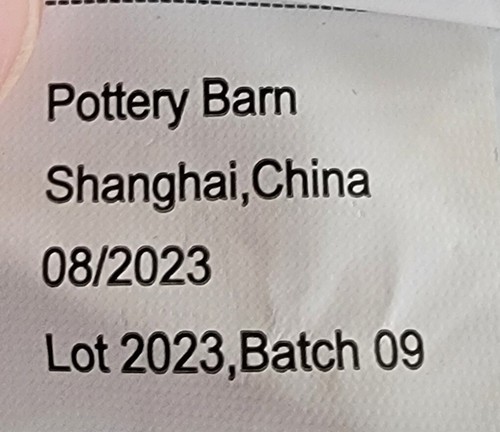 Pottery Barn
Shanghai,China
08/2023
Lot 2023,Batch 09